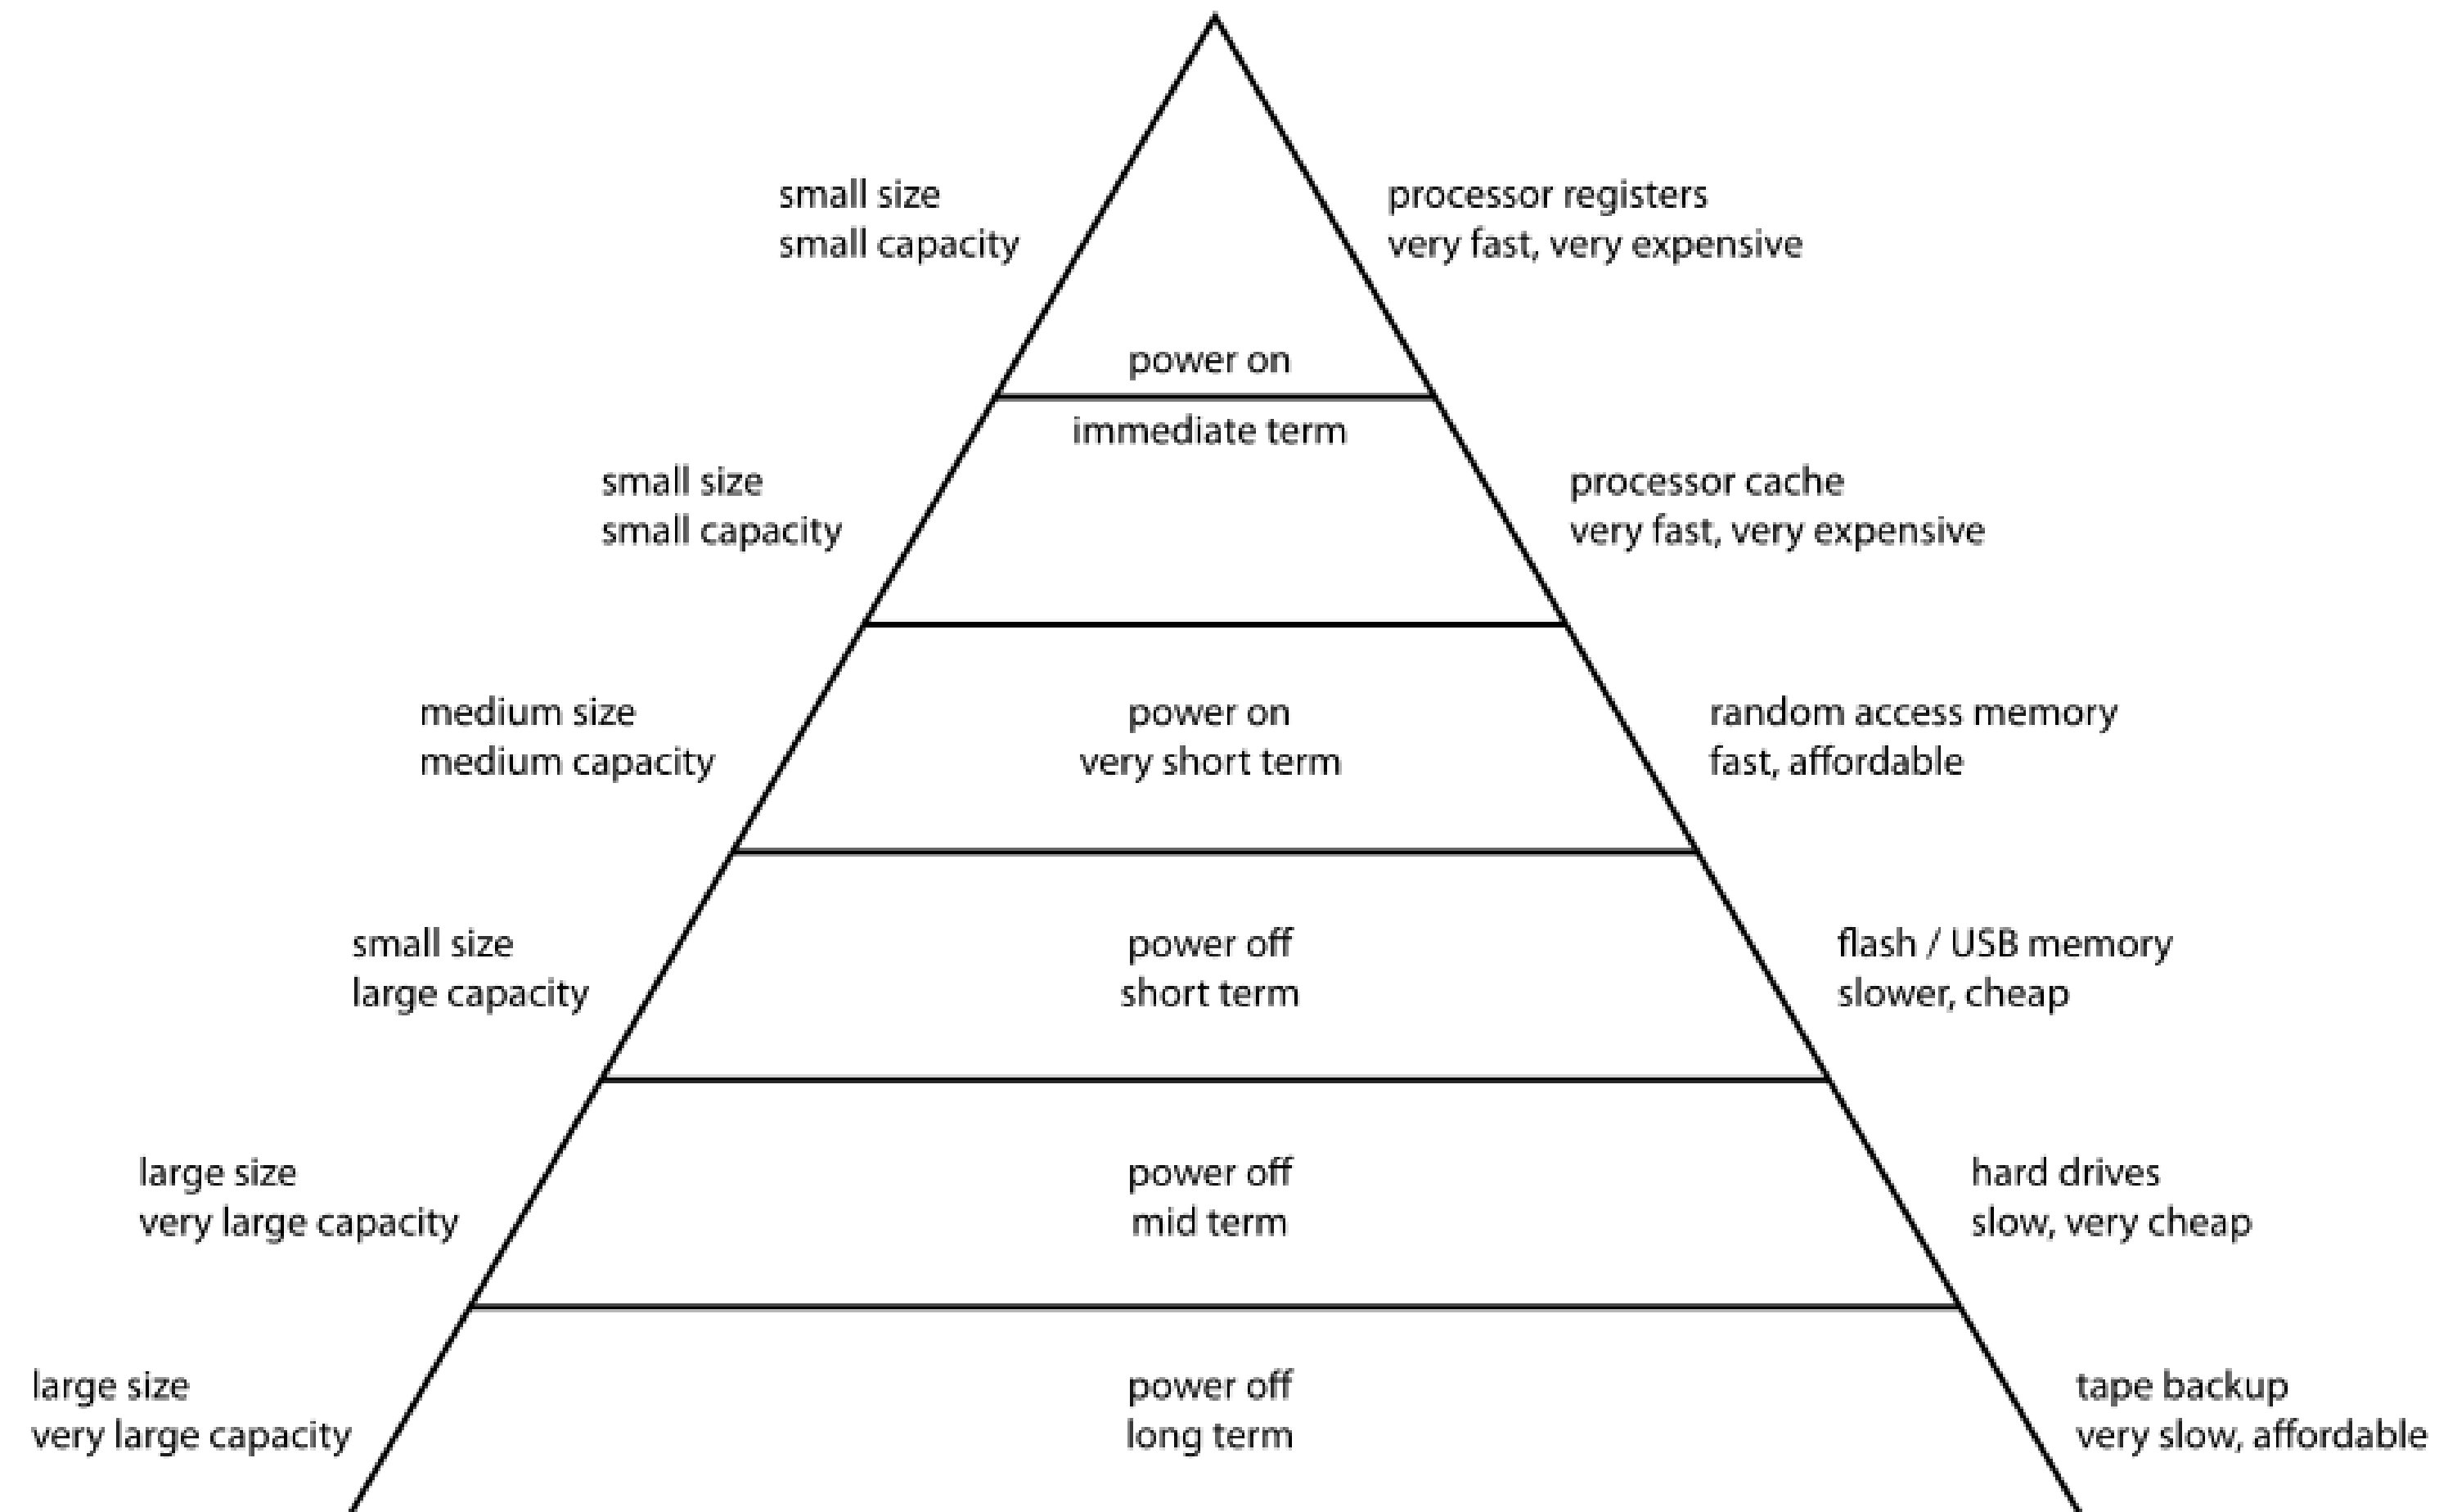 small size
small capacity
processor registers
very fast, very expensive
power on
immediate term
small size
small capacity
processor cache
very fast, very expensive
medium size
medium capacity
power on
very short term
random access memory
fast, affordable
small size
large capacity
power off
short term
flash / USB memory
slower, cheap
large size
very large capacity
power off
mid term
hard drives
slow, very cheap
large size
very large capacity
power off
long term
tape backup
very slow, affordable